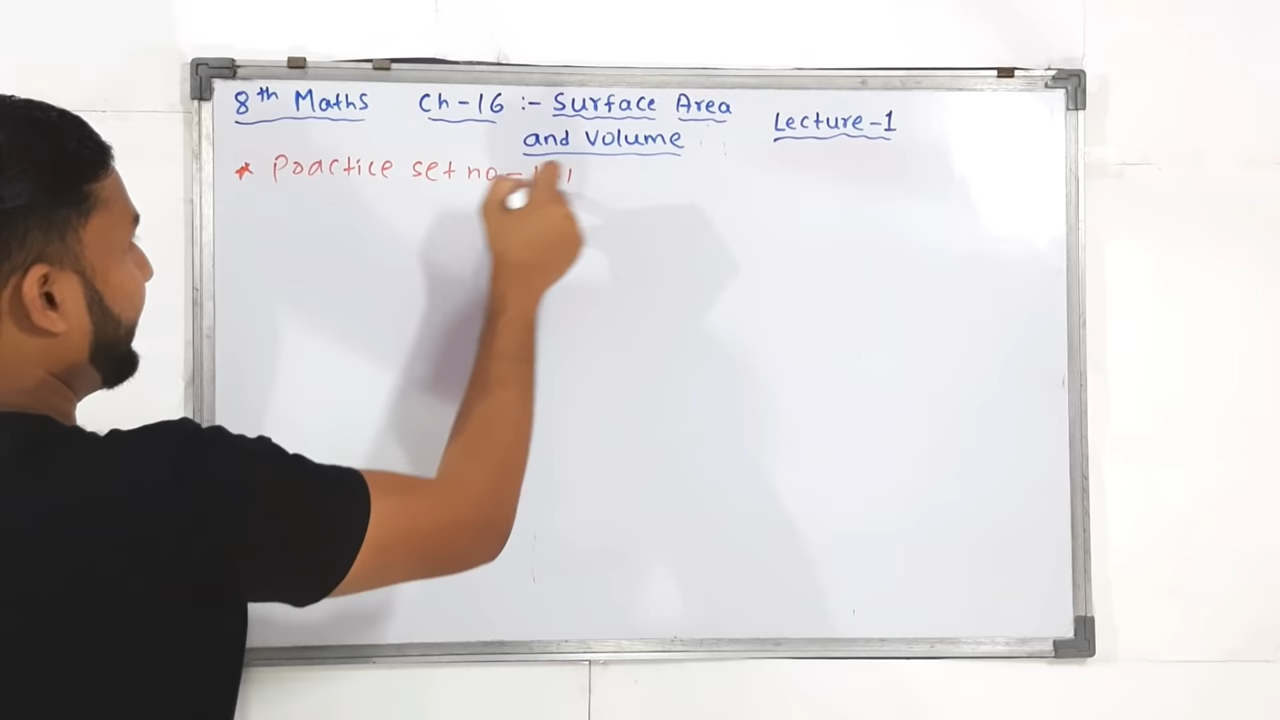 8th Maths Ch-16 :- Surface Area
and Volume
Lecture-1
* Practice set no-